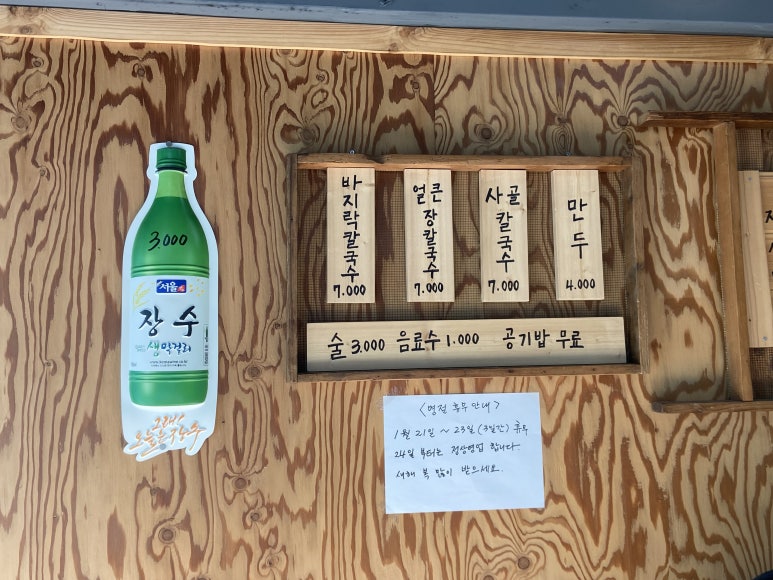 3.000
서울
장수
생막걸리
그래!
오늘은 장수
바지락칼국수
7.000
얼큰장칼국수
7.000
사골칼국수
7.000
만두
4.000
술 3.000 음료수 1.000 공기밥 무료
<명절 휴무 안내>
1월 21일 ~ 23일 (3일간) 휴무
24일 부터는 정상영업 합니다.
새해 복 많이 받으세요.